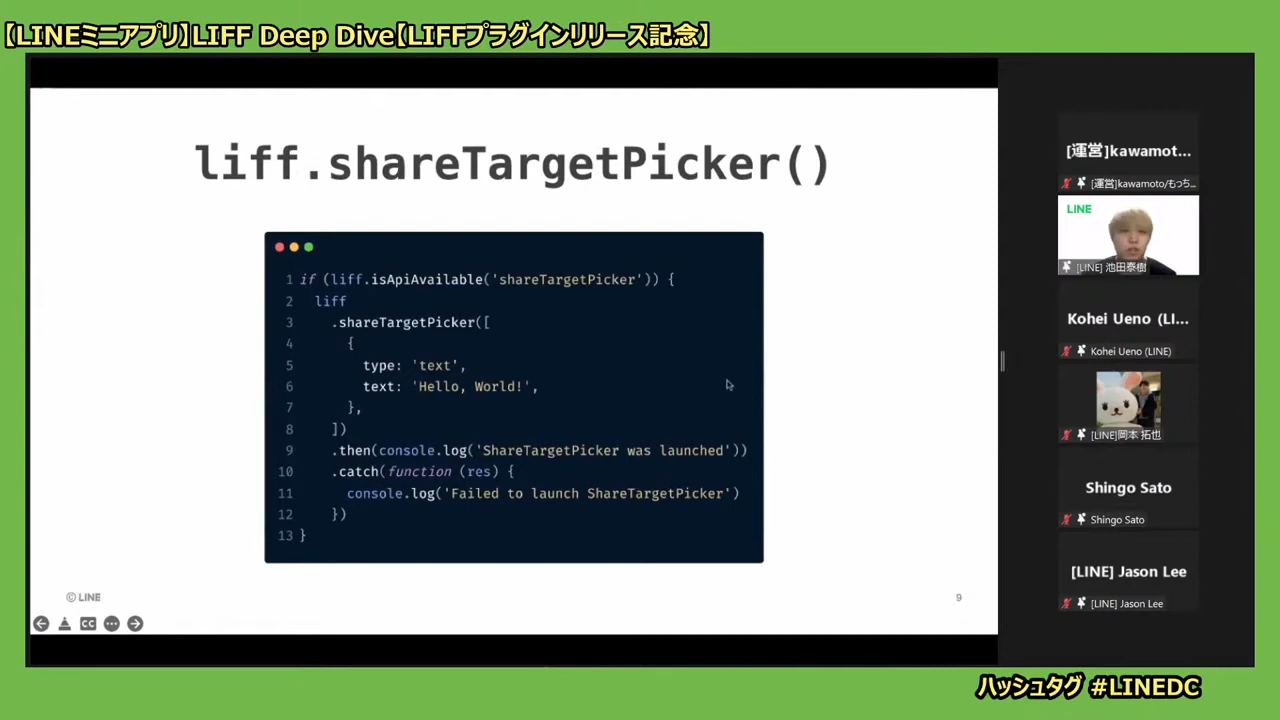 【LINEミニアプリ】LIFF Deep Dive【LIFFプラグインリリース記念】
liff.shareTargetPicker()
1 if (liff.isApiAvailable('shareTargetPicker')) {
2 liff
3 .shareTargetPicker([
4 {
5 type: 'text',
6 text: 'Hello, World!',
7 },
8 ])
9 .then(console.log('ShareTargetPicker was launched'))
10 .catch(function (res) {
11 console.log('Failed to launch ShareTargetPicker')
12 })
13 }
© LINE
9
CC
[運営]kawamot...
[運営]kawamoto/もっち...
LINE
[LINE] 池田泰樹
Kohei Ueno (LI...
Kohei Ueno (LINE)
[LINE]岡本 拓也
Shingo Sato
Shingo Sato
[LINE] Jason Lee
[LINE] Jason Lee
ハッシュタグ #LINEDC